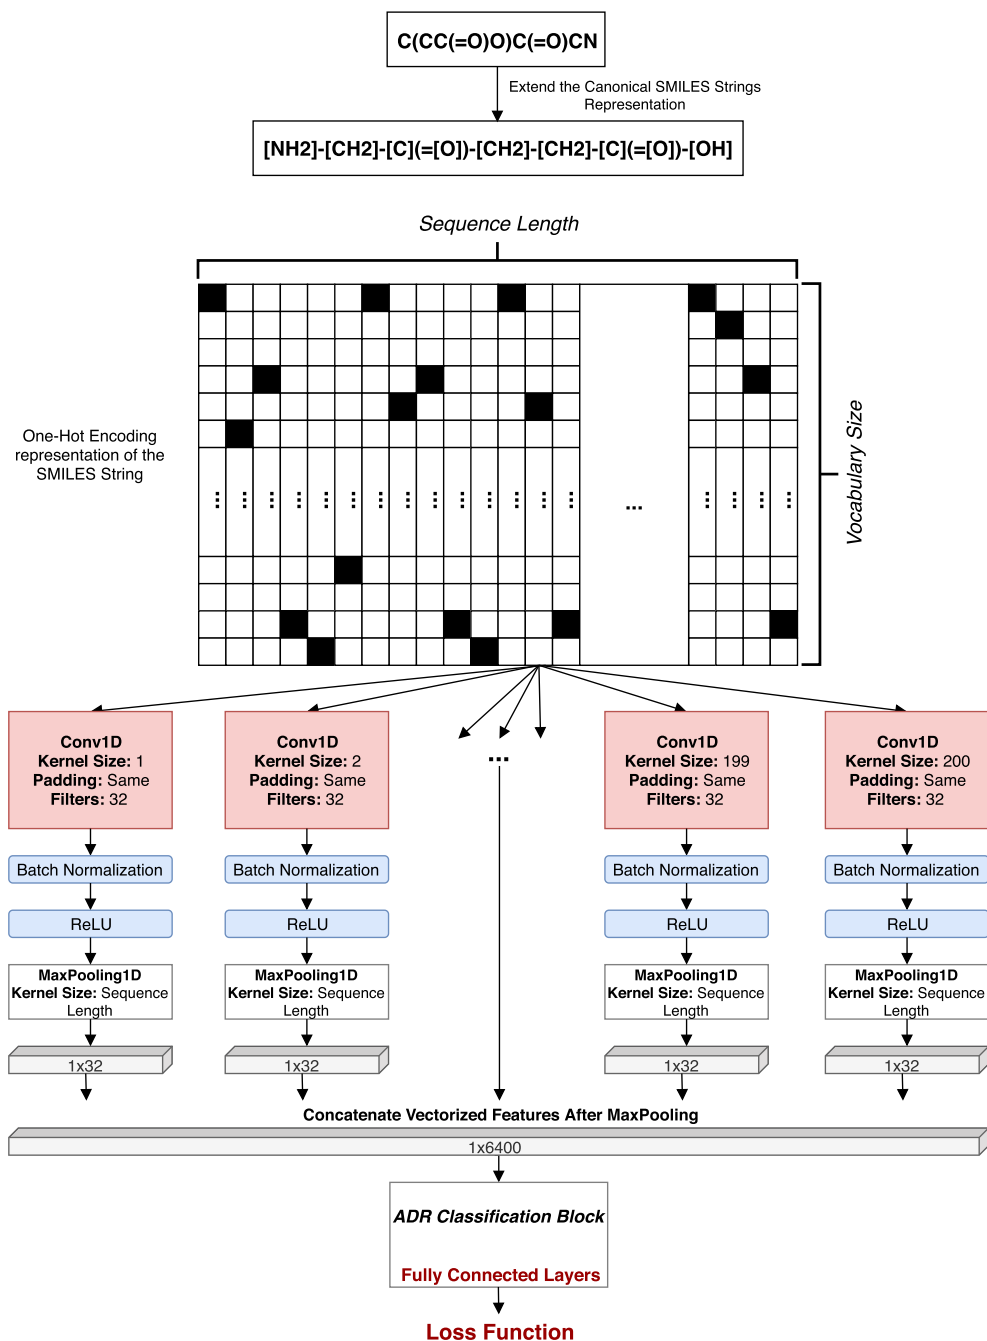 C(CC(=O)O)C(=O)CN
Extend the Canonical SMILES Strings
Representation
[NH2]-[CH2]-[C](=[O])-[CH2]-[CH2]-[C](=[O])-[OH]
Sequence Length
One-Hot Encoding
representation of the
SMILES String
Vocabulary Size
...
Conv1D
Kernel Size: 1
Padding: Same
Filters: 32
Conv1D
Kernel Size: 2
Padding: Same
Filters: 32
...
Conv1D
Kernel Size: 199
Padding: Same
Filters: 32
Conv1D
Kernel Size: 200
Padding: Same
Filters: 32
Batch Normalization
Batch Normalization
Batch Normalization
Batch Normalization
ReLU
ReLU
ReLU
ReLU
MaxPooling1D
Kernel Size: Sequence
Length
MaxPooling1D
Kernel Size: Sequence
Length
MaxPooling1D
Kernel Size: Sequence
Length
MaxPooling1D
Kernel Size: Sequence
Length
1x32
1x32
1x32
1x32
Concatenate Vectorized Features After MaxPooling
1x6400
ADR Classification Block
Fully Connected Layers
Loss Function